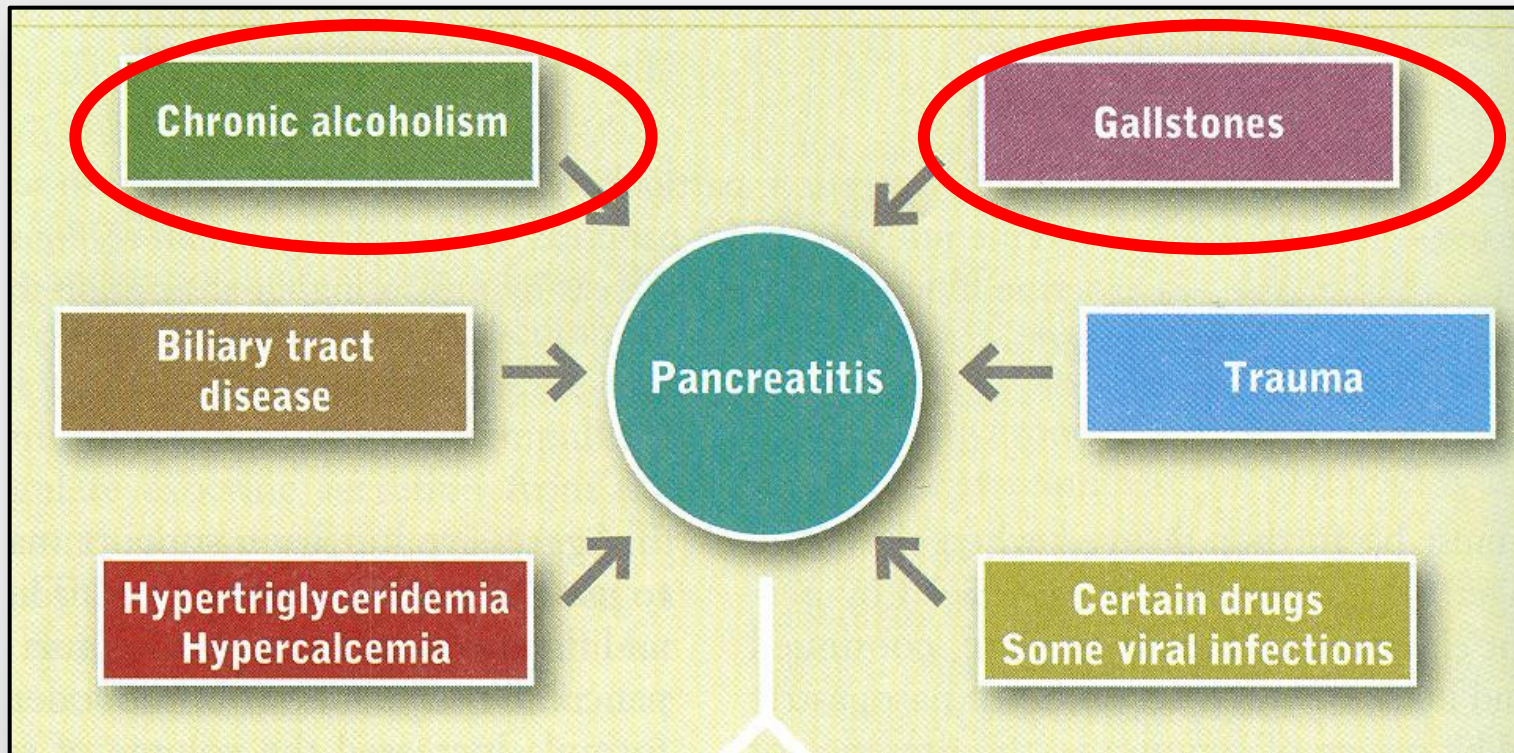 Chronic alcoholism
Gallstones
Biliary tract
disease
Pancreatitis
Trauma
Hypertriglyceridemia
Hypercalcemia
Certain drugs
Some viral infections